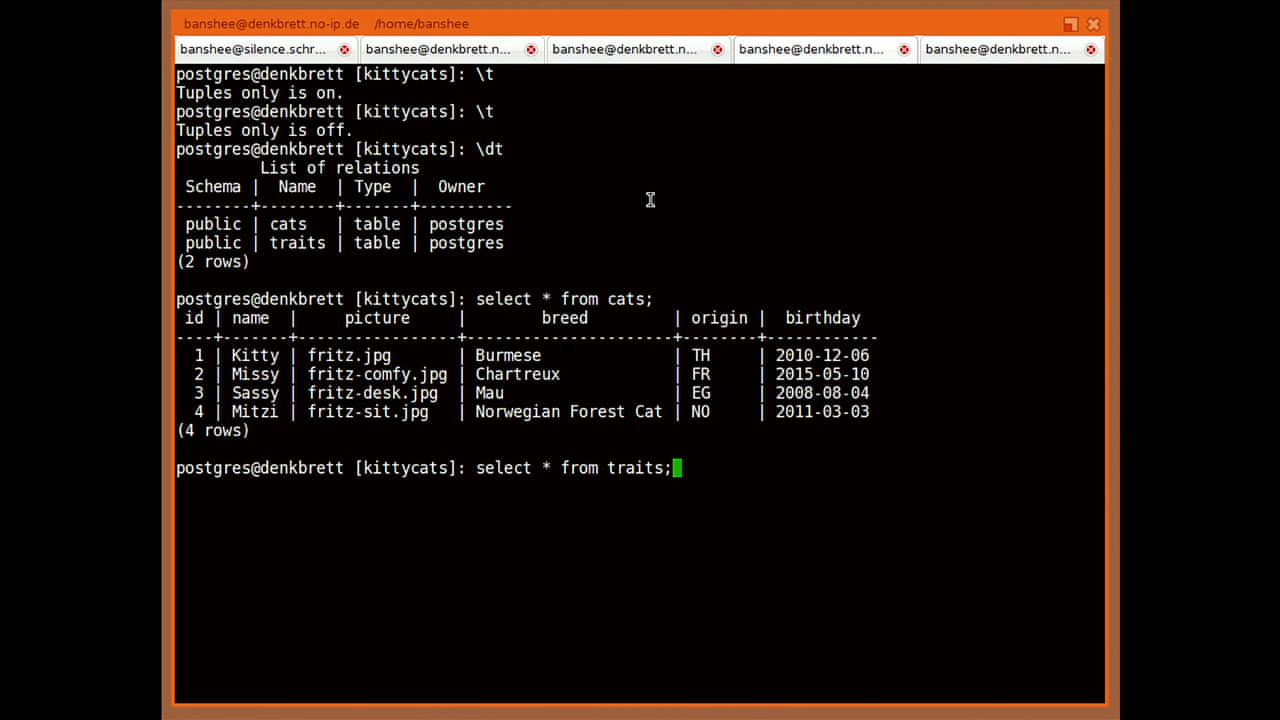 banshee@denkbrett.no-ip.de /home/banshee
banshee@silence.schr... banshee@denkbrett.n... banshee@denkbrett.n... banshee@denkbrett.n... banshee@denkbrett.n...
postgres@denkbrett [kittycats]: \t
Tuples only is on.
postgres@denkbrett [kittycats]: \t
Tuples only is off.
postgres@denkbrett [kittycats]: \dt
         List of relations
 Schema |  Name  | Type  |  Owner
--------+--------+-------+----------
 public | cats   | table | postgres
 public | traits | table | postgres
(2 rows)
postgres@denkbrett [kittycats]: select * from cats;
 id | name  |     picture     |        breed         | origin |  birthday
----+-------+-----------------+----------------------+--------+------------
  1 | Kitty | fritz.jpg       | Burmese              | TH     | 2010-12-06
  2 | Missy | fritz-comfy.jpg | Chartreux            | FR     | 2015-05-10
  3 | Sassy | fritz-desk.jpg  | Mau                  | EG     | 2008-08-04
  4 | Mitzi | fritz-sit.jpg   | Norwegian Forest Cat | NO     | 2011-03-03
(4 rows)
postgres@denkbrett [kittycats]: select * from traits;